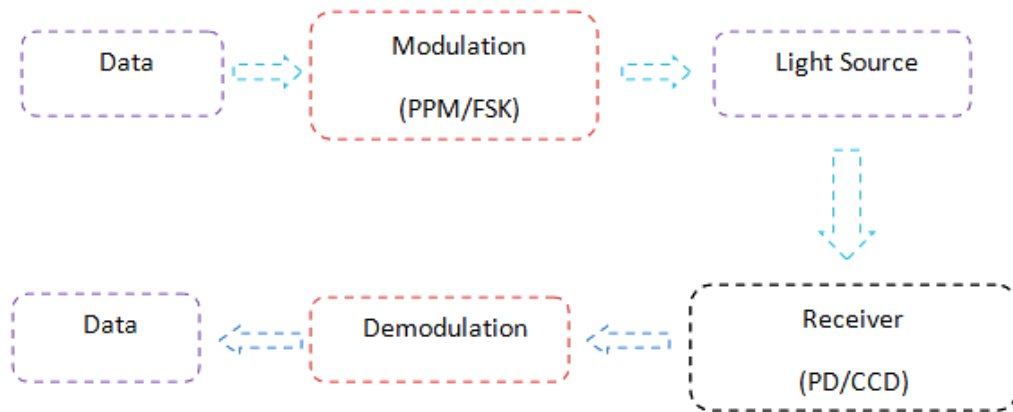 Data
Modulation
(PPM/FSK)
Light Source
Receiver
(PD/CCD)
Demodulation
Data